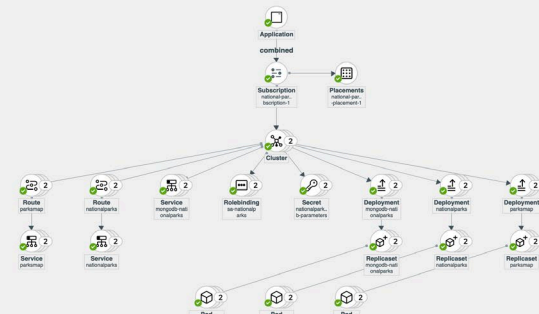 Application
combined
Subscription
national-par..
bscription-1
Placements
national-par..
-placement-1
2
Cluster
2
2
2
2
2
2
2
2
Route
parksmap
Route
nationalparks
Service
mongodb-nati
onalparks
Rolebinding
sa-nationalp
arks
Secret
nationalpark..
b-parameters
Deployment
mongodb-nati
onalparks
Deployment
nationalparks
Deployment
parksmap
2
2
2
2
2
Service
parksmap
Service
nationalparks
Replicaset
mongodb-nati
onalparks
Replicaset
nationalparks
Replicaset
parksmap
2
2
2